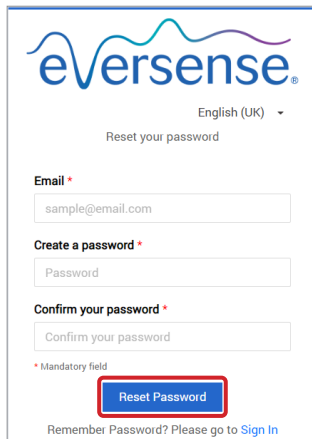 eversense®
English (UK)
Reset your password
Email *
sample@email.com
Create a password *
Password
Confirm your password *
Confirm your password
* Mandatory field
Reset Password
Remember Password? Please go to Sign In